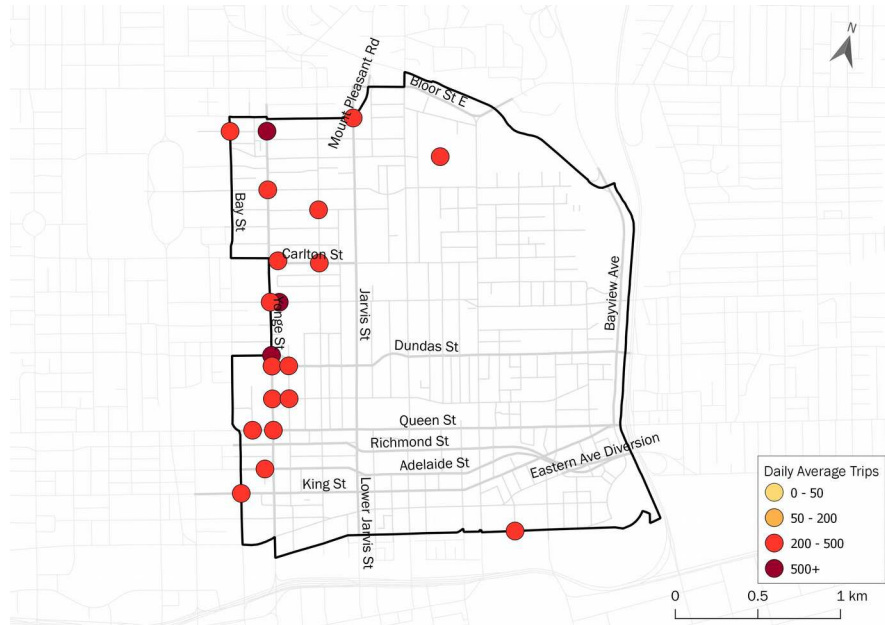 N
Mount Pleasant Rd
Bloor St E
Bay St
Carlton St
Yonge St
Jarvis St
Bayview Ave
Dundas St
Queen St
Richmond St
Adelaide St
Eastern Ave Diversion
King St
Lower Jarvis St
Daily Average Trips
0 - 50
50 - 200
200 - 500
500+
0 0.5 1 km